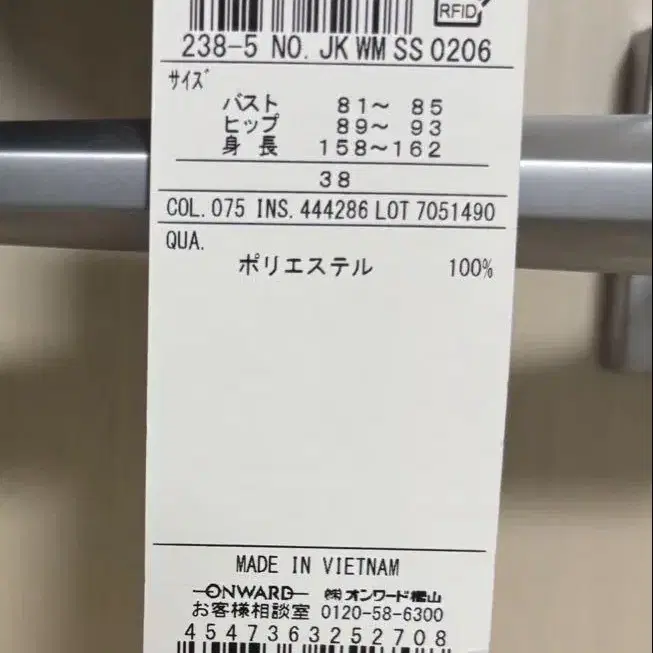 RFID
238-5 NO. JK WM SS 0206
サイズ
バスト 81～ 85
ヒップ 89～ 93
身 長 158～162
38
COL. 075 INS. 444286 LOT 7051490
QUA.
ポリエステル 100%
MADE IN VIETNAM
ONWARD ㈱オンワード樫山
お客様相談室 0120-58-6300
4547363252708